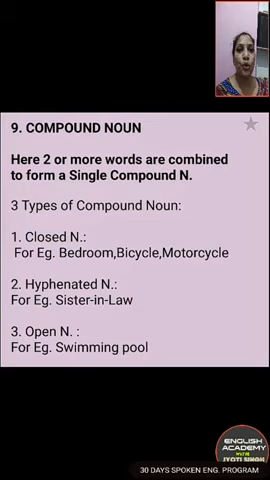 9. COMPOUND NOUN
Here 2 or more words are combined
to form a Single Compound N.
3 Types of Compound Noun:
1. Closed N.:
For Eg. Bedroom,Bicycle,Motorcycle
2. Hyphenated N.:
For Eg. Sister-in-Law
3. Open N. :
For Eg. Swimming pool
ENGLISH
ACADEMY
WITH
JYOTI SINGH
30 DAYS SPOKEN ENG. PROGRAM